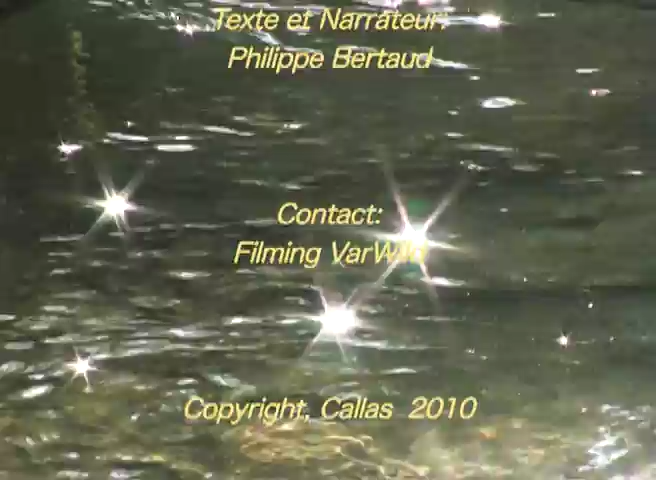 Texte et Narrateur:
Philippe Bertaud
Contact:
Filming VarWild
Copyright, Callas 2010